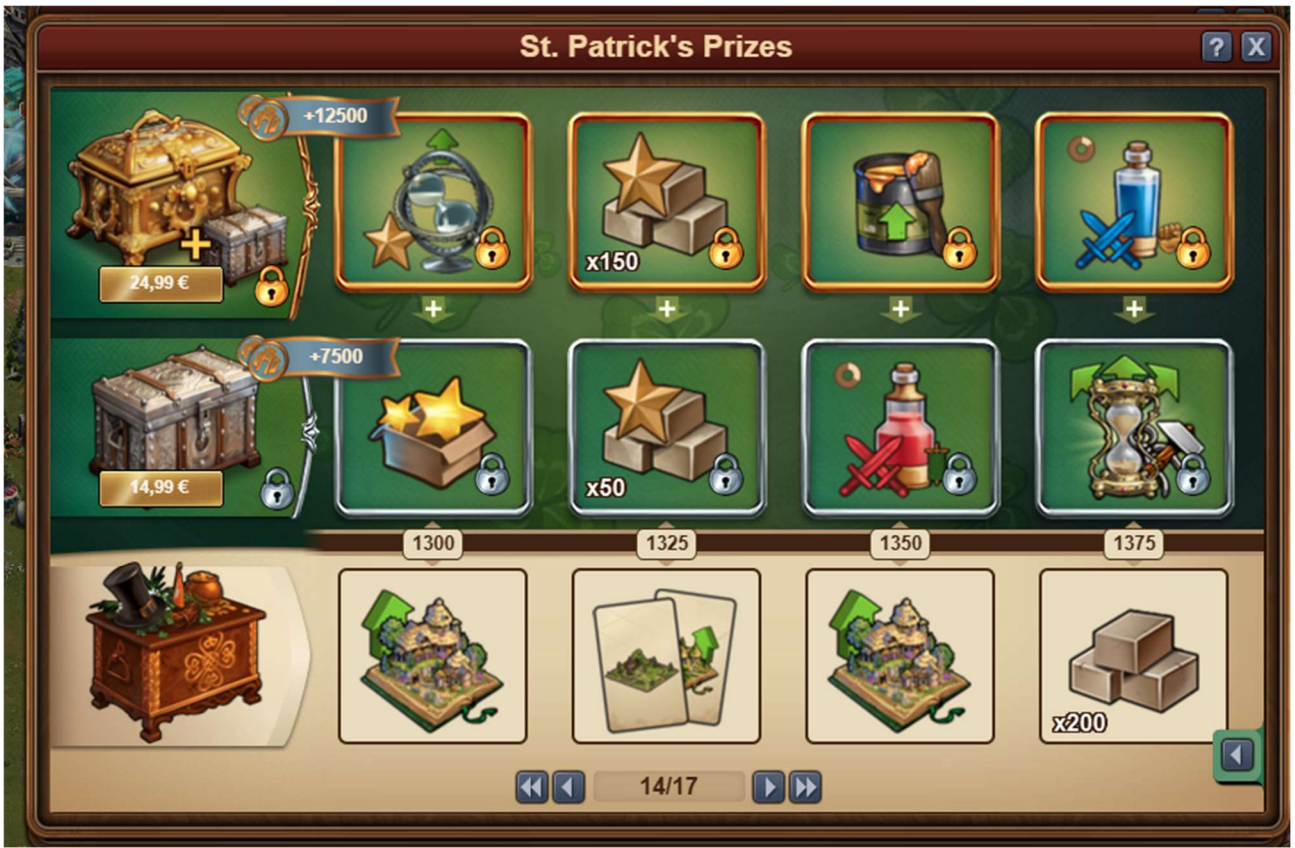 St. Patrick's Prizes
?
X
+12500
24,99 €
x150
+7500
14,99 €
x50
1300
1325
1350
1375
x200
14/17